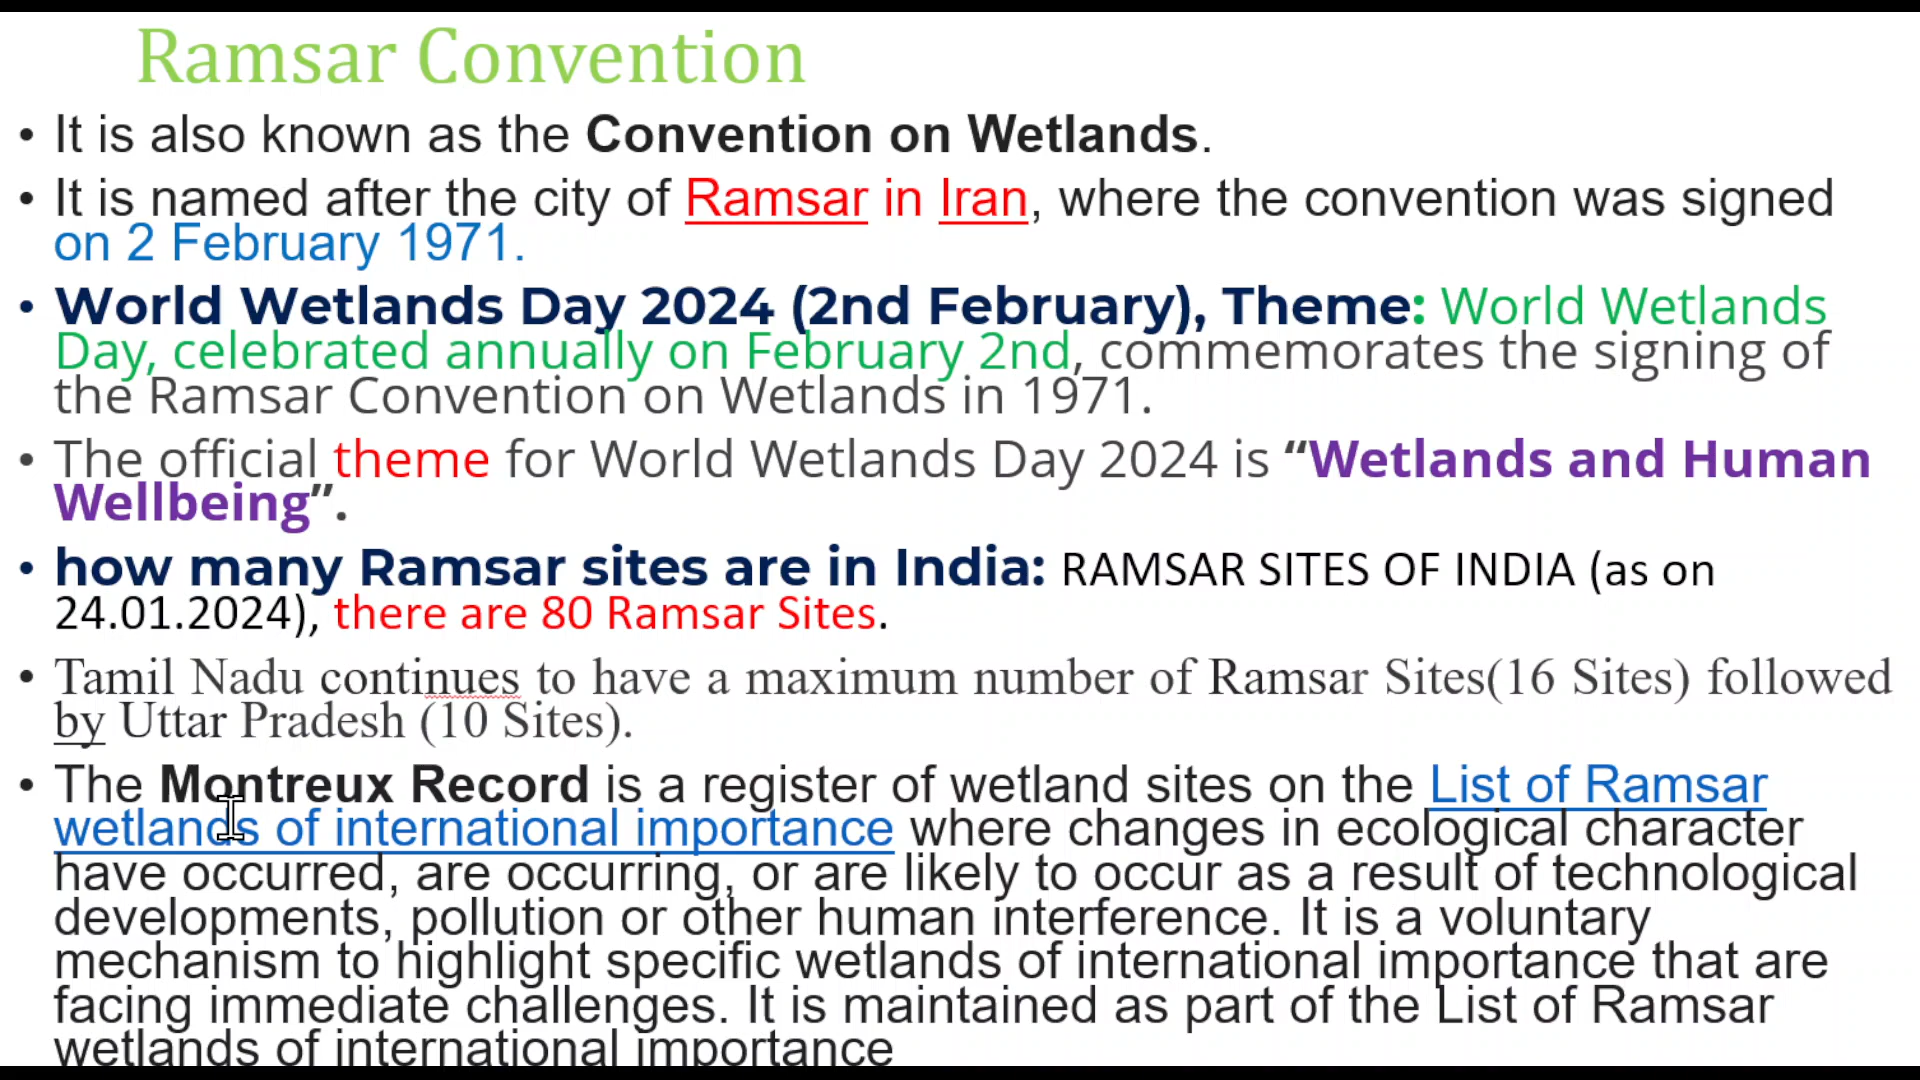 Ramsar Convention
• It is also known as the Convention on Wetlands.
• It is named after the city of Ramsar in Iran, where the convention was signed
on 2 February 1971.
• World Wetlands Day 2024 (2nd February), Theme: World Wetlands
Day, celebrated annually on February 2nd, commemorates the signing of
the Ramsar Convention on Wetlands in 1971.
• The official theme for World Wetlands Day 2024 is “Wetlands and Human
Wellbeing”.
• how many Ramsar sites are in India: RAMSAR SITES OF INDIA (as on
24.01.2024), there are 80 Ramsar Sites.
• Tamil Nadu continues to have a maximum number of Ramsar Sites(16 Sites) followed
by Uttar Pradesh (10 Sites).
• The Montreux Record is a register of wetland sites on the List of Ramsar
wetlands of international importance where changes in ecological character
have occurred, are occurring, or are likely to occur as a result of technological
developments, pollution or other human interference. It is a voluntary
mechanism to highlight specific wetlands of international importance that are
facing immediate challenges. It is maintained as part of the List of Ramsar
wetlands of international importance